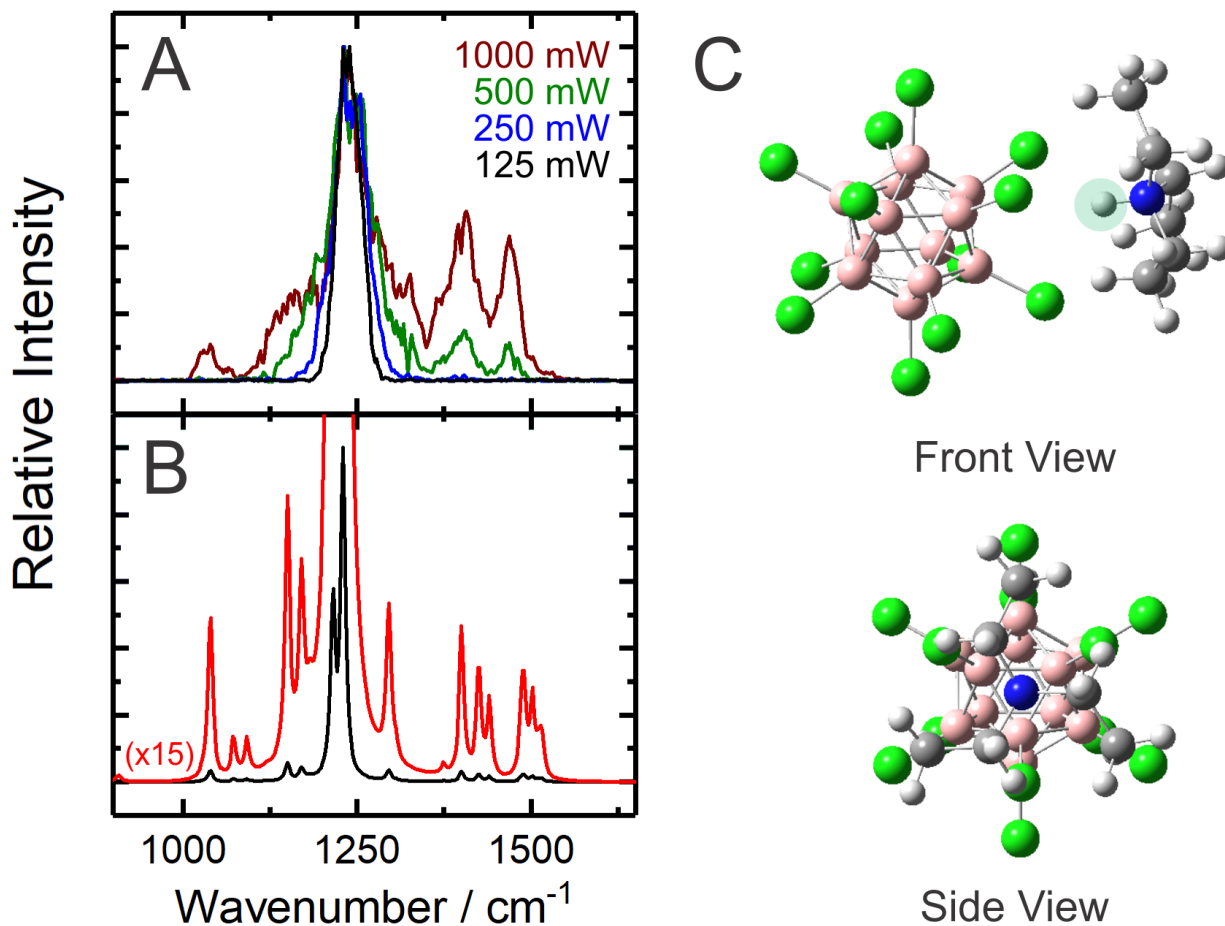 A
1000 mW
500 mW
250 mW
125 mW
Relative Intensity
B
(x15)
1000
1250
1500
Wavenumber / cm⁻¹
C
Front View
Side View